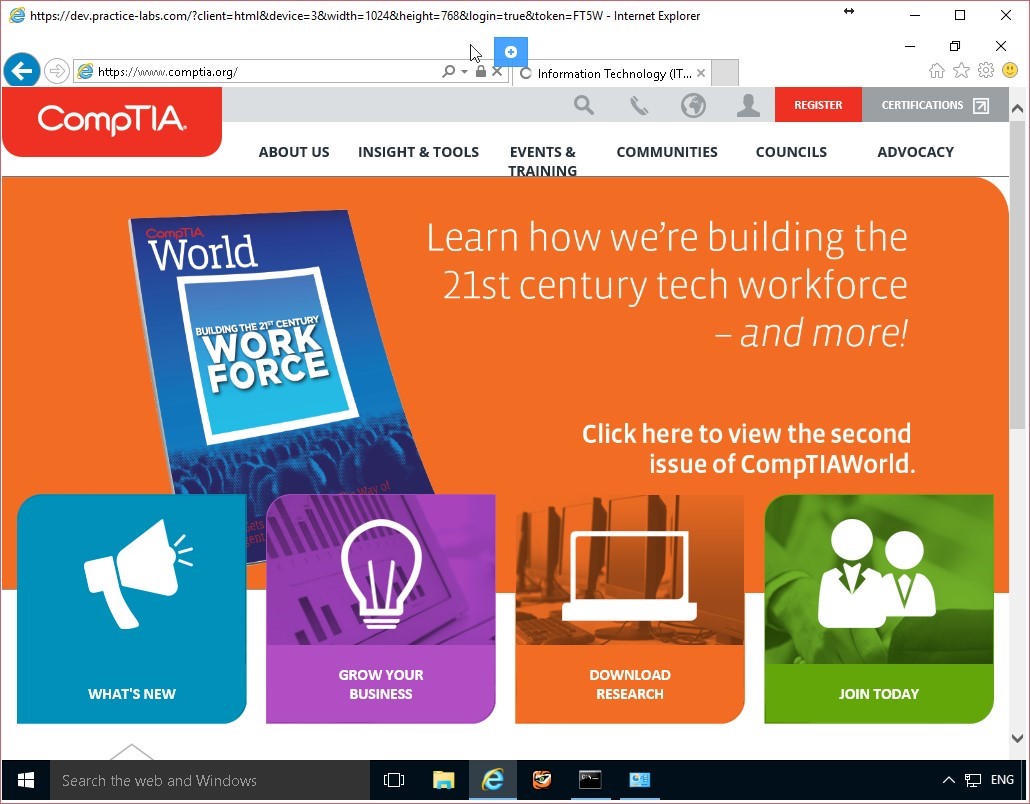 https://dev.practice-labs.com/?client=html&device=3&width=1024&height=768&login=true&token=FT5W - Internet Explorer
https://www.comptia.org/
Information Technology (IT...
CompTIA.
REGISTER
CERTIFICATIONS
ABOUT US
INSIGHT & TOOLS
EVENTS &
TRAINING
COMMUNITIES
COUNCILS
ADVOCACY
CompTIA
World
BUILDING THE 21ST CENTURY
WORK
FORCE
Learn how we're building the
21st century tech workforce
– and more!
Click here to view the second
issue of CompTIAWorld.
Way of
WHAT'S NEW
GROW YOUR
BUSINESS
DOWNLOAD
RESEARCH
JOIN TODAY
Search the web and Windows
ENG